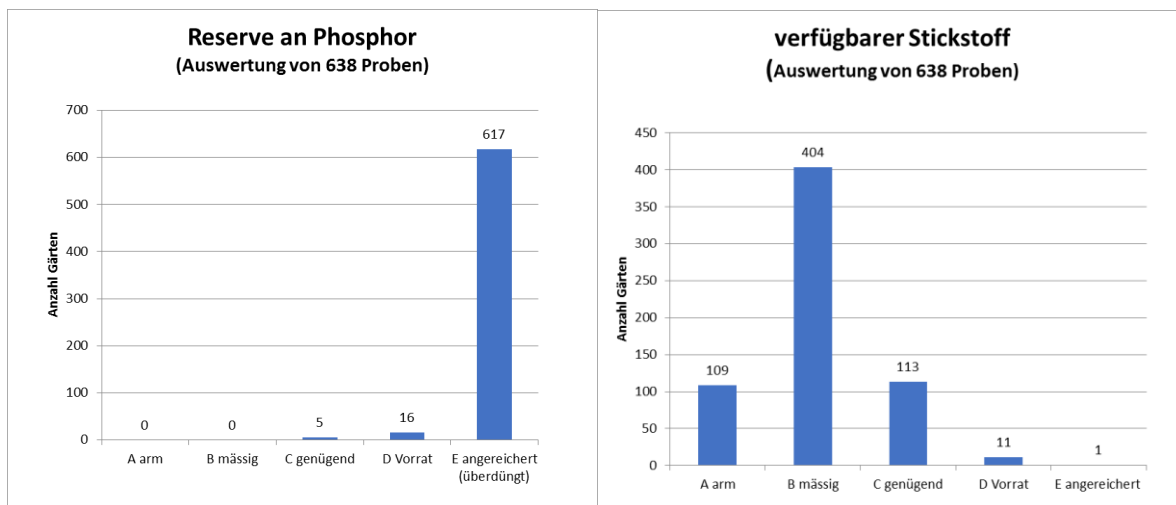 Reserve an Phosphor
(Auswertung von 638 Proben)
Anzahl Gärten
700
600
500
400
300
200
100
0
0
0
5
16
617
A arm
B mässig
C genügend
D Vorrat
E angereichert
(überdüngt)
verfügbarer Stickstoff
(Auswertung von 638 Proben)
Anzahl Gärten
450
400
350
300
250
200
150
100
50
0
109
404
113
11
1
A arm
B mässig
C genügend
D Vorrat
E angereichert